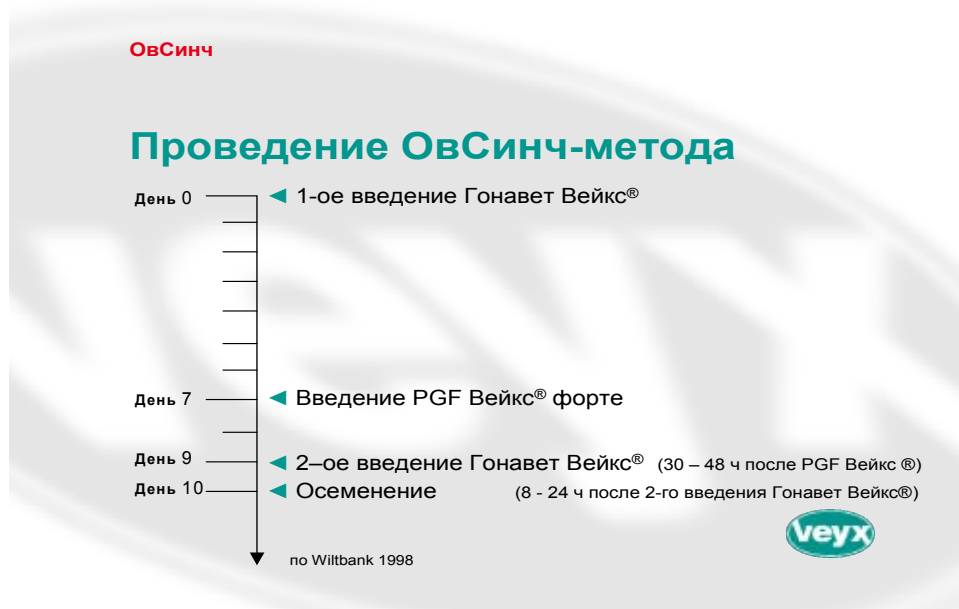 ОвСинч
Проведение ОвСинч-метода
День 0 ◄ 1-ое введение Гонавет Вейкс®
День 7 ◄ Введение PGF Вейкс® форте
День 9 ◄ 2–ое введение Гонавет Вейкс® (30 – 48 ч после PGF Вейкс ®)
День 10 ◄ Осеменение (8 - 24 ч после 2-го введения Гонавет Вейкс®)
veyx
по Wiltbank 1998